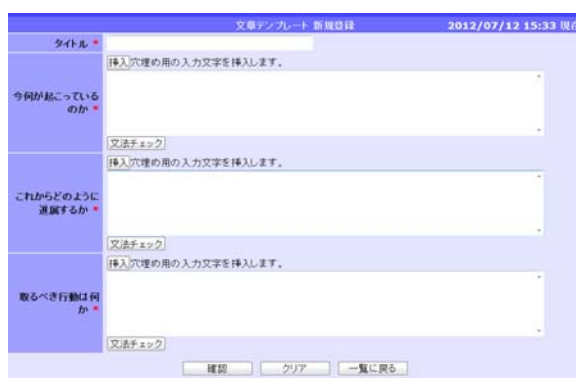 文章テンプレート 新規登録 2012/07/12 15:33 現在
タイトル *
挿入 穴埋め用の入力文字を挿入します。
今何が起こっている
のか *
文法チェック
挿入 穴埋め用の入力文字を挿入します。
これからどのように
進展するか *
文法チェック
挿入 穴埋め用の入力文字を挿入します。
取るべき行動は何
か *
文法チェック
確認 クリア 一覧に戻る